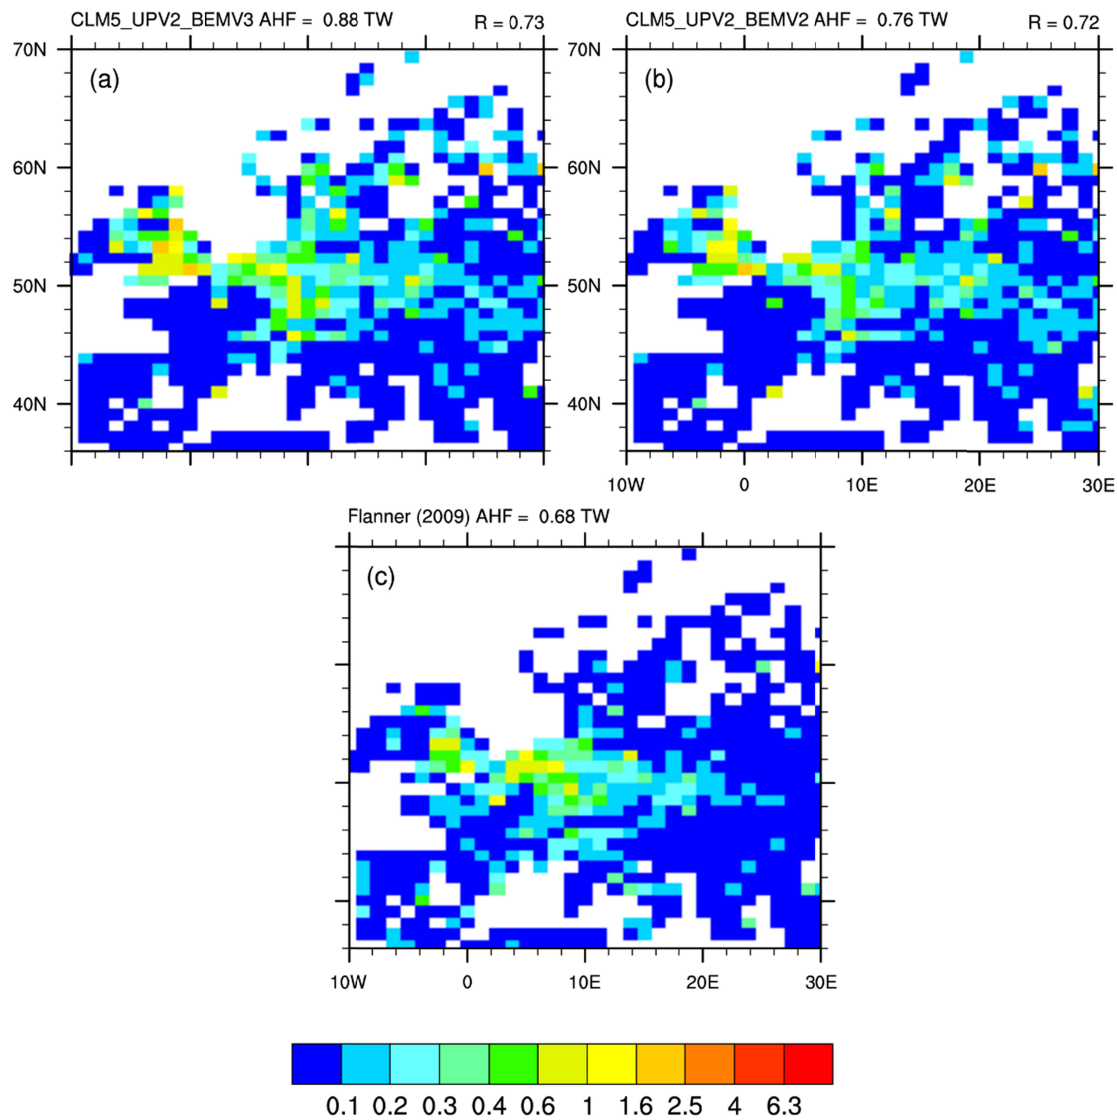 CLM5_UPV2_BEMV3 AHF = 0.88 TW R = 0.73
CLM5_UPV2_BEMV2 AHF = 0.76 TW R = 0.72
70N
(a)
60N
50N
40N
70N
(b)
60N
50N
40N
10W 0 10E 20E 30E
Flanner (2009) AHF = 0.68 TW
(c)
10W 0 10E 20E 30E
0.1 0.2 0.3 0.4 0.6 1 1.6 2.5 4 6.3